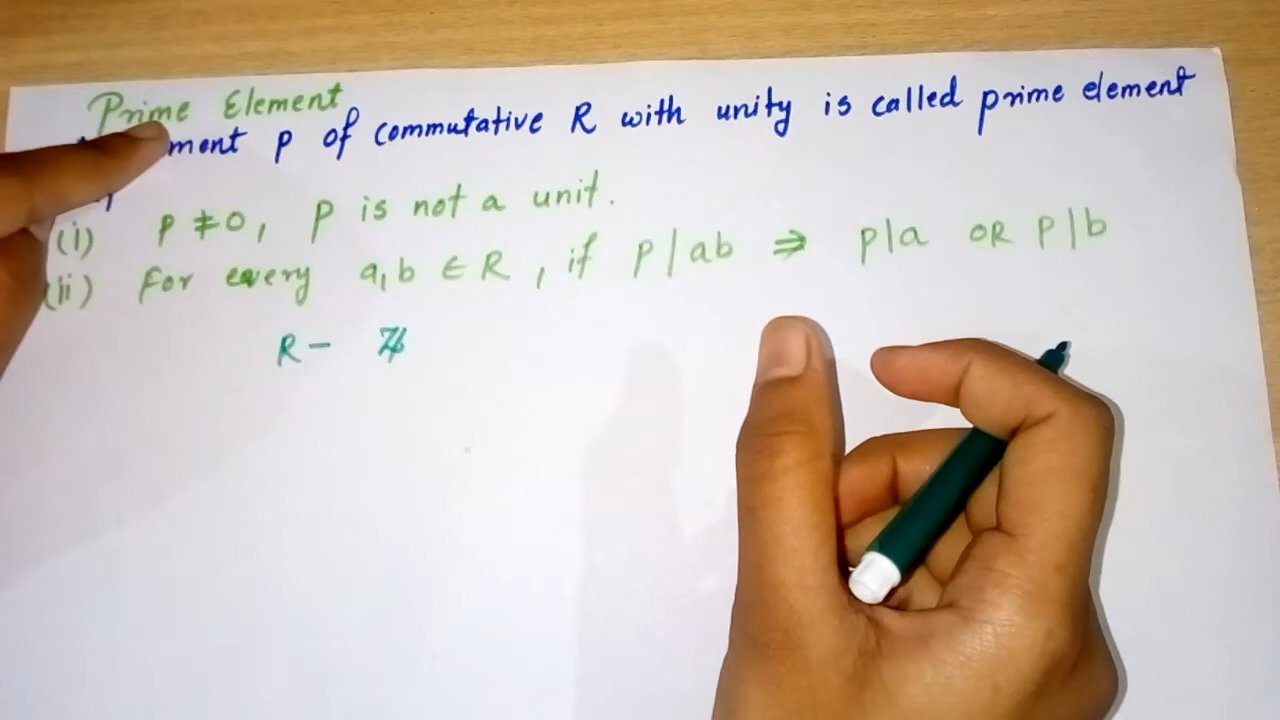 Prime Element
ment p of commutative R with unity is called prime element
(i) p ≠ 0, p is not a unit.
(ii) For every a, b ∈ R, if p | ab ⇒ p|a OR p|b
R -